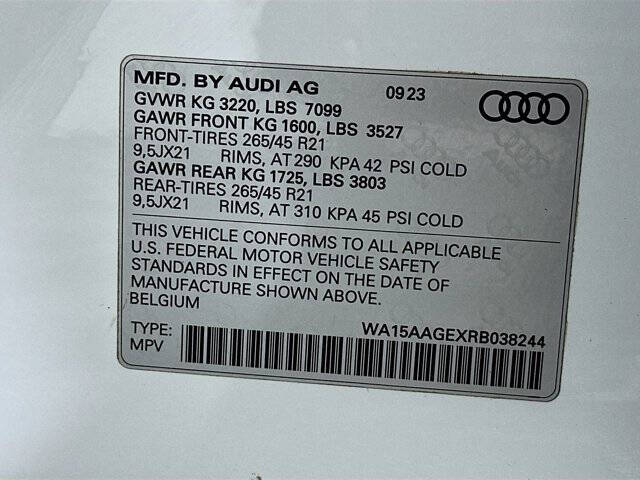 MFD. BY AUDI AG 09 23
GVWR KG 3220, LBS 7099
GAWR FRONT KG 1600, LBS 3527
FRONT-TIRES 265/45 R21
9,5JX21 RIMS, AT 290 KPA 42 PSI COLD
GAWR REAR KG 1725, LBS 3803
REAR-TIRES 265/45 R21
9,5JX21 RIMS, AT 310 KPA 45 PSI COLD
THIS VEHICLE CONFORMS TO ALL APPLICABLE
U.S. FEDERAL MOTOR VEHICLE SAFETY
STANDARDS IN EFFECT ON THE DATE OF
MANUFACTURE SHOWN ABOVE.
BELGIUM
WA15AAGEXRB038244
TYPE:
MPV